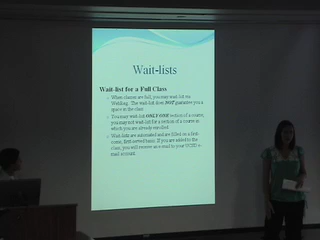 Wait-lists
Wait-list for a Full Class
When classes are full, you may wait-list via
WebReg. The wait-list does NOT guarantee you a
space in the class.
You may wait-list ONLY ONE section of a course,
you may not wait-list for a section of a course in
which you are already enrolled.
Wait-lists are automated and are filled on a first-
come, first-served basis. If you are added to the
class, you will receive an e-mail to your UCSD e-
mail account.